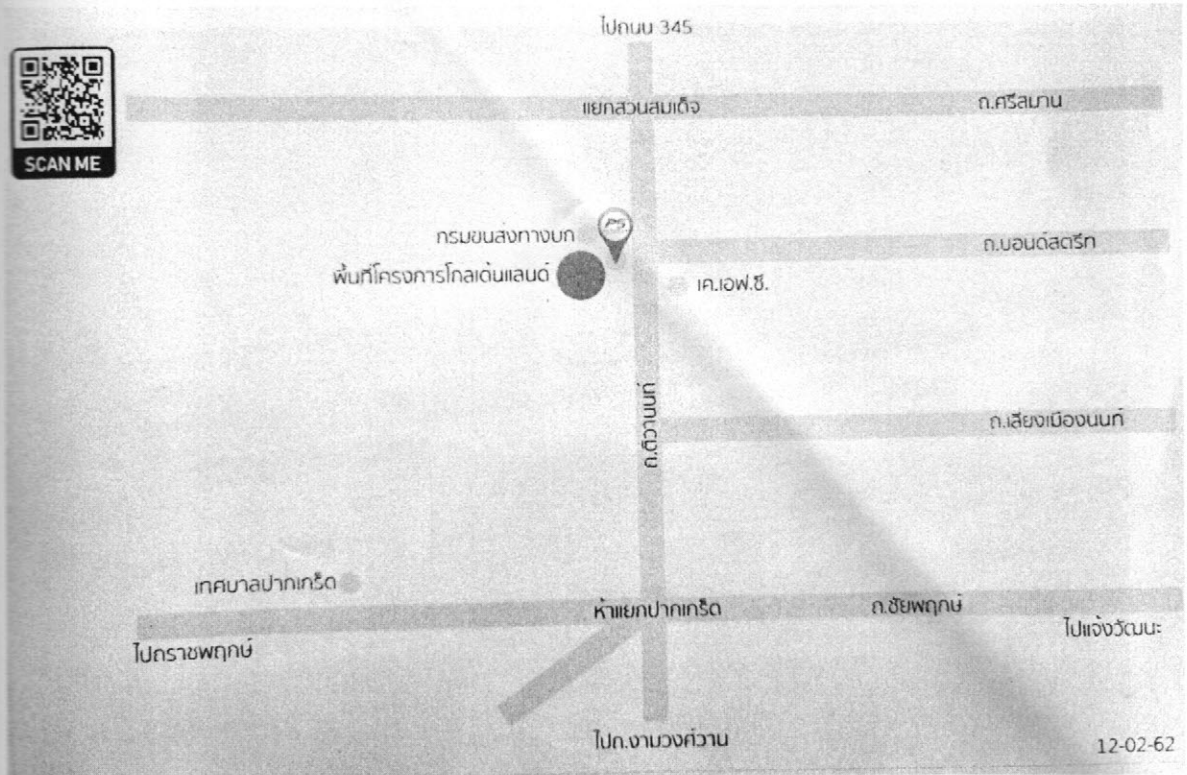 ไปถนน 345
SCAN ME
แยกสวนสมเด็จ
ถ.ศรีสมาน
PS
กรมขนส่งทางบก
ถ.บอนด์สตรีท
พื้นที่โครงการโกลเด้นแลนด์
เค.เอฟ.ซี.
ถ.ติวานนท์
ถ.เลี่ยงเมืองนนท์
เทศบาลปากเกร็ด
ห้าแยกปากเกร็ด
ถ.ชัยพฤกษ์
ไปแจ้งวัฒนะ
ไปถราชพฤกษ์
ไปถ.งามวงศ์วาน
12-02-62